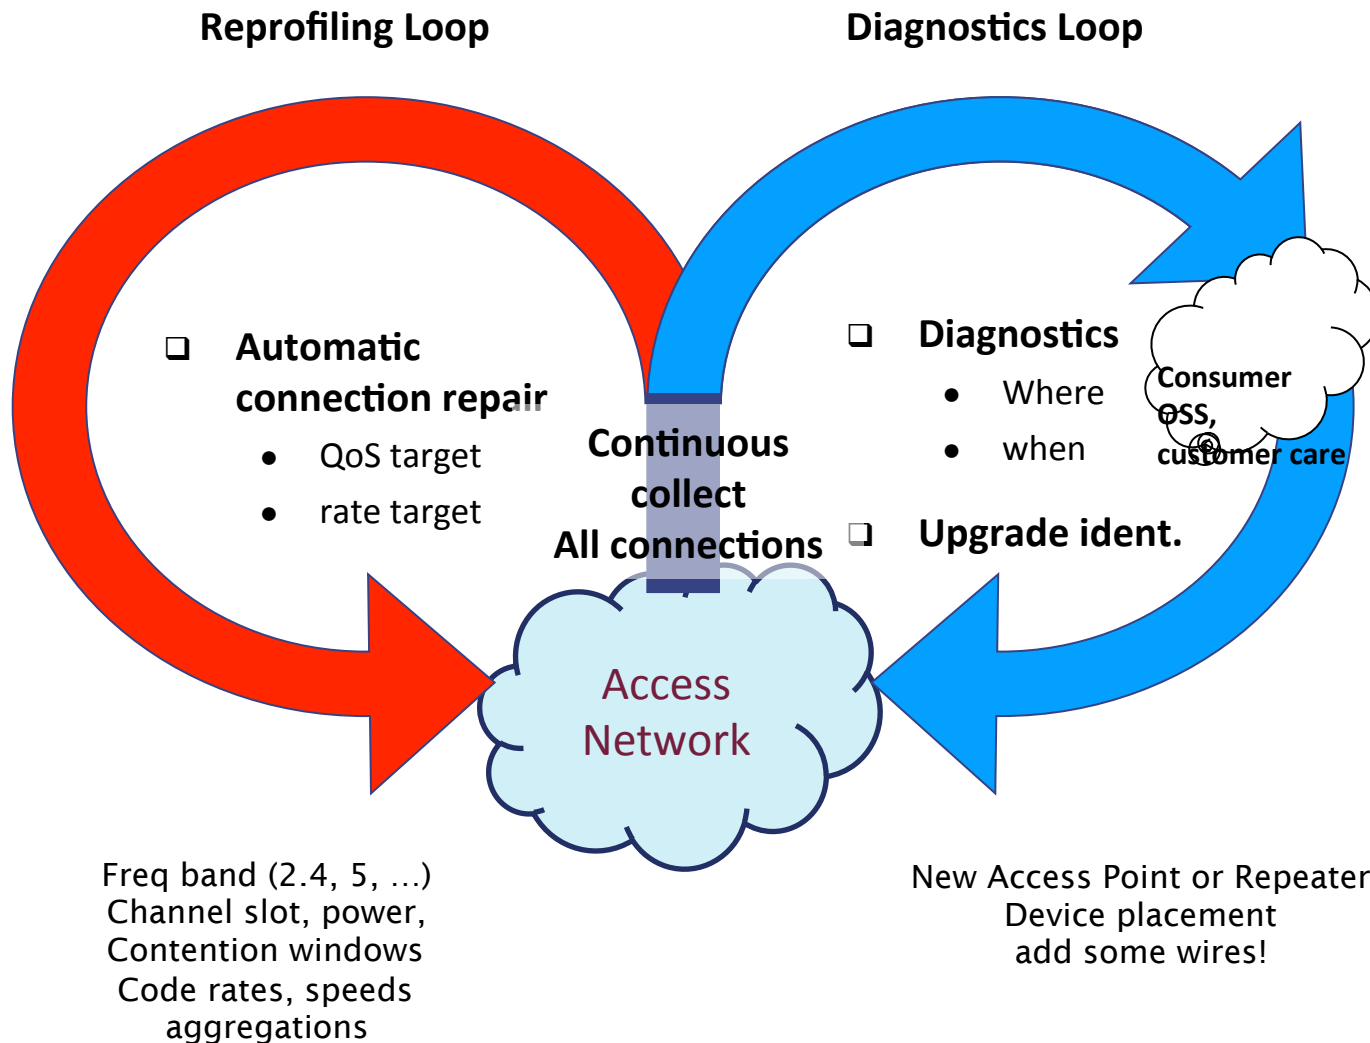 Reprofiling Loop
Diagnostics Loop
❑ Automatic
connection repair
• QoS target
• rate target
Continuous
collect
All connections
❑ Diagnostics
• Where
• when
❑ Upgrade ident.
Consumer
OSS,
customer care
Access
Network
Freq band (2.4, 5, …)
Channel slot, power,
Contention windows
Code rates, speeds
aggregations
New Access Point or Repeater
Device placement
add some wires!